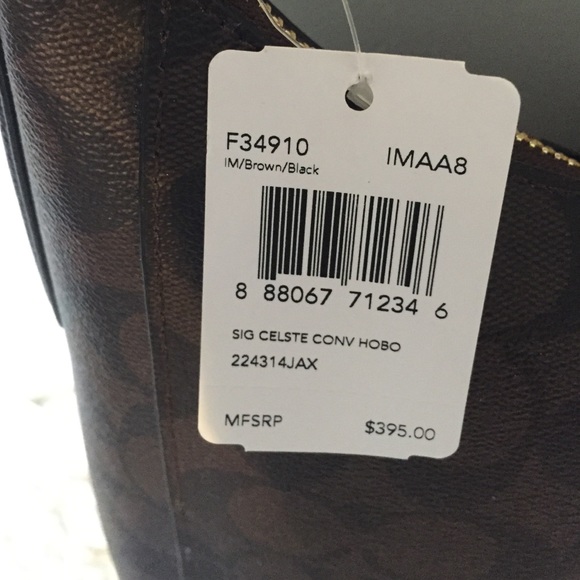 F34910 IMAA8
IM/Brown/Black
8 88067 71234 6
SIG CELSTE CONV HOBO
224314JAX
MFSRP $395.00